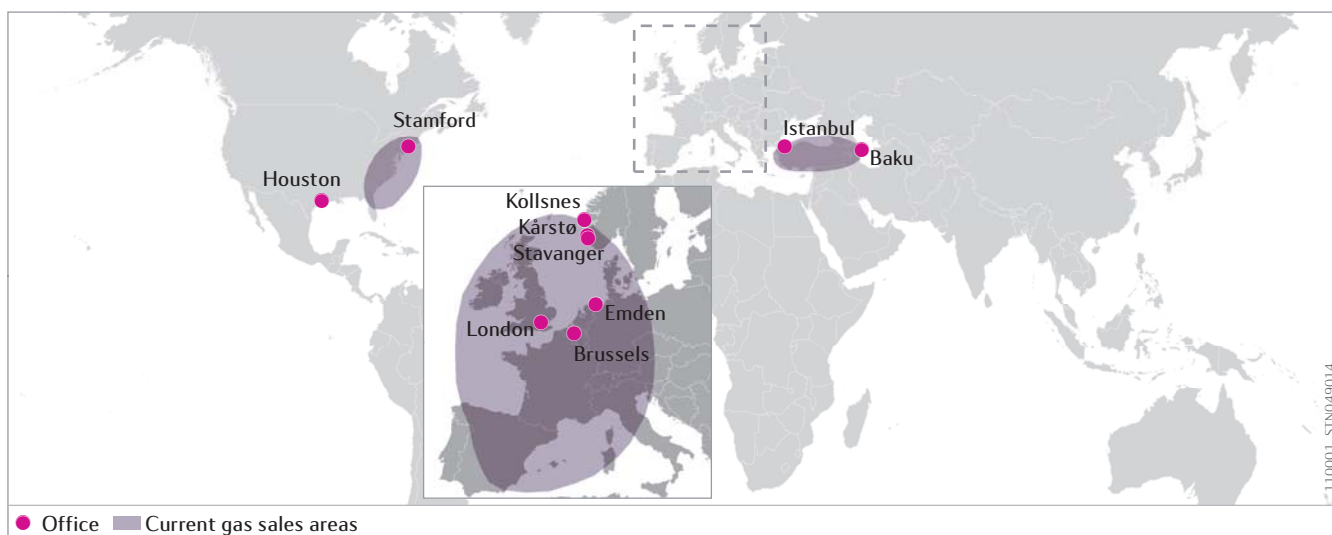 Stamford
Houston
Istanbul
Baku
Kollsnes
Kårstø
Stavanger
Emden
London
Brussels
110001_STN049014
Office
Current gas sales areas